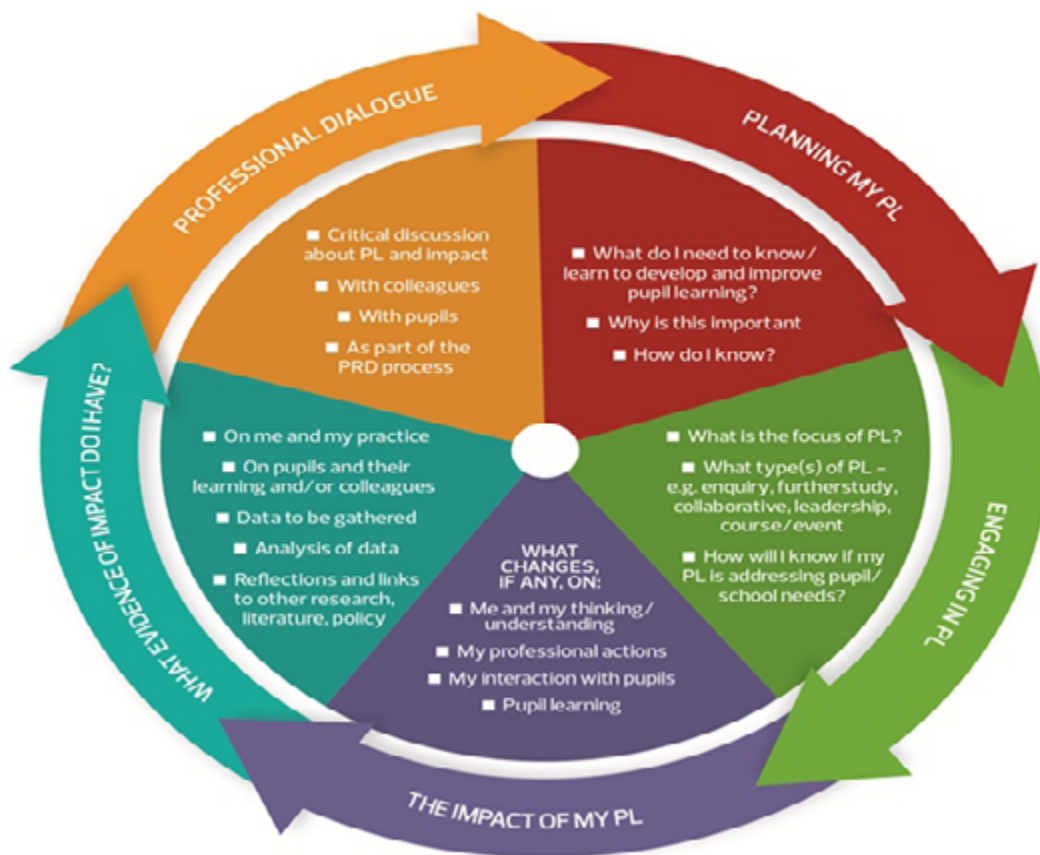 PROFESSIONAL DIALOGUE
■ Critical discussion
about PL and impact
■ With colleagues
■ With pupils
■ As part of the
PRD process
PLANNING MY PL
■ What do I need to know/
learn to develop and improve
pupil learning?
■ Why is this important
■ How do I know?
ENGAGING IN PL
■ What is the focus of PL?
■ What type(s) of PL –
e.g. enquiry, further study,
collaborative, leadership,
course/event
■ How will I know if my
PL is addressing pupil/
school needs?
THE IMPACT OF MY PL
WHAT
CHANGES,
IF ANY, ON:
■ Me and my thinking/
understanding
■ My professional actions
■ My interaction with pupils
■ Pupil learning
WHAT EVIDENCE OF IMPACT DO I HAVE?
■ On me and my practice
■ On pupils and their
learning and/or colleagues
■ Data to be gathered
■ Analysis of data
■ Reflections and links
to other research,
literature, policy